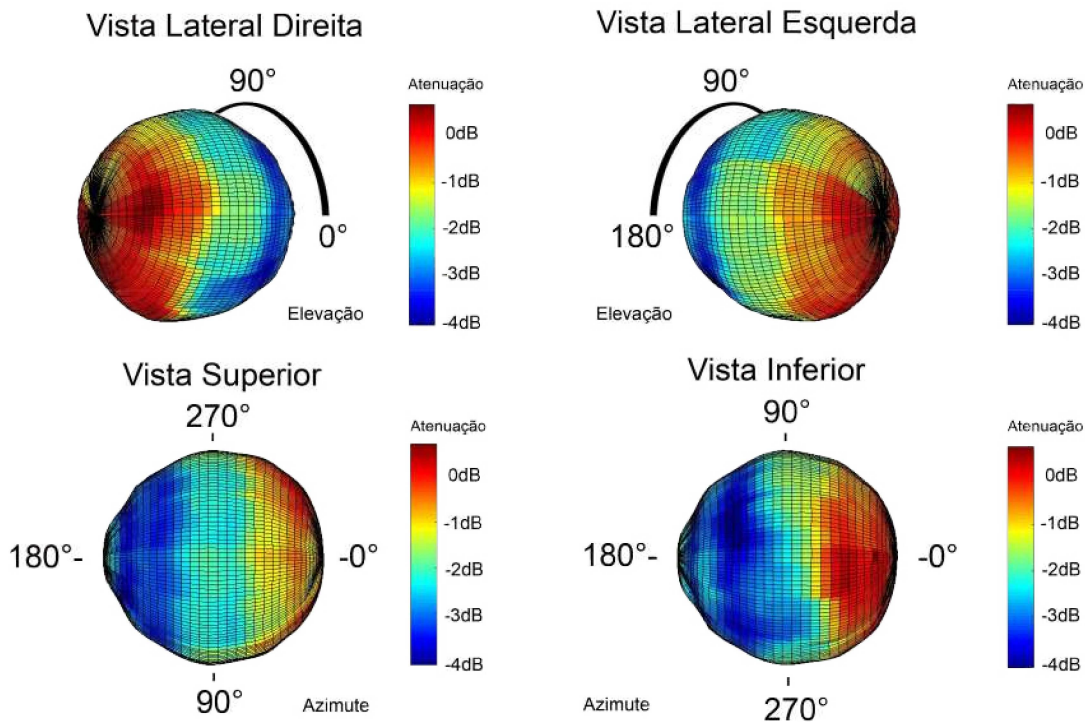 Vista Lateral Direita
90°
Atenuação
0dB
-1dB
-2dB
-3dB
-4dB
0°
Elevação
Vista Lateral Esquerda
90°
Atenuação
0dB
-1dB
-2dB
-3dB
-4dB
180°
Elevação
Vista Superior
270°
Atenuação
0dB
-1dB
-2dB
-3dB
-4dB
180°-
-0°
90°
Azimute
Vista Inferior
90°
Atenuação
0dB
-1dB
-2dB
-3dB
-4dB
180°-
-0°
Azimute
270°